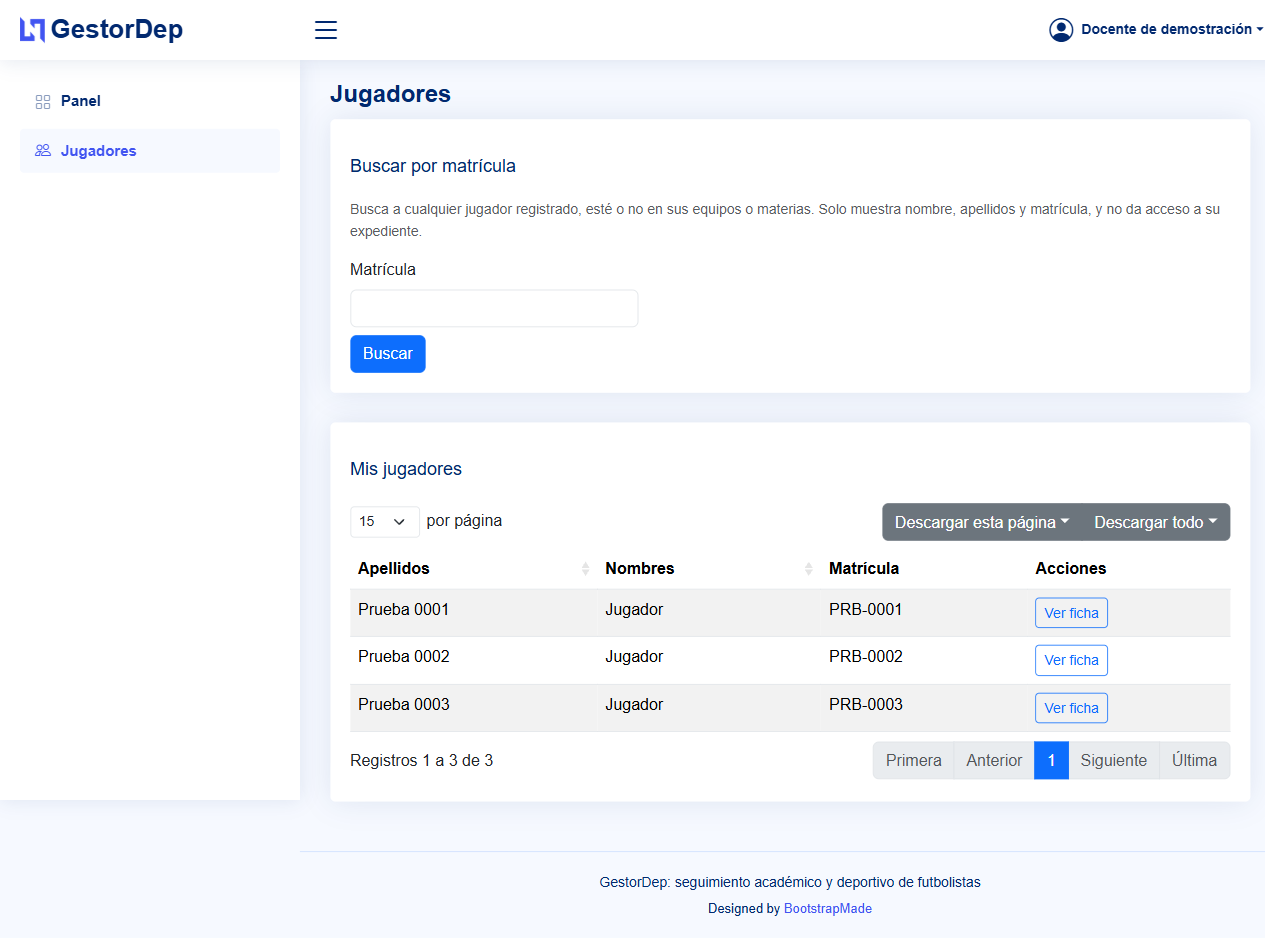 GestorDep
Docente de demostración
Panel
Jugadores
Jugadores
Buscar por matrícula
Busca a cualquier jugador registrado, esté o no en sus equipos o materias. Solo muestra nombre, apellidos y matrícula, y no da acceso a su
expediente.
Matrícula
Buscar
Mis jugadores
15 por página
Descargar esta página Descargar todo
Apellidos Nombres Matrícula Acciones
Prueba 0001 Jugador PRB-0001 Ver ficha
Prueba 0002 Jugador PRB-0002 Ver ficha
Prueba 0003 Jugador PRB-0003 Ver ficha
Registros 1 a 3 de 3
Primera Anterior 1 Siguiente Última
GestorDep: seguimiento académico y deportivo de futbolistas
Designed by BootstrapMade